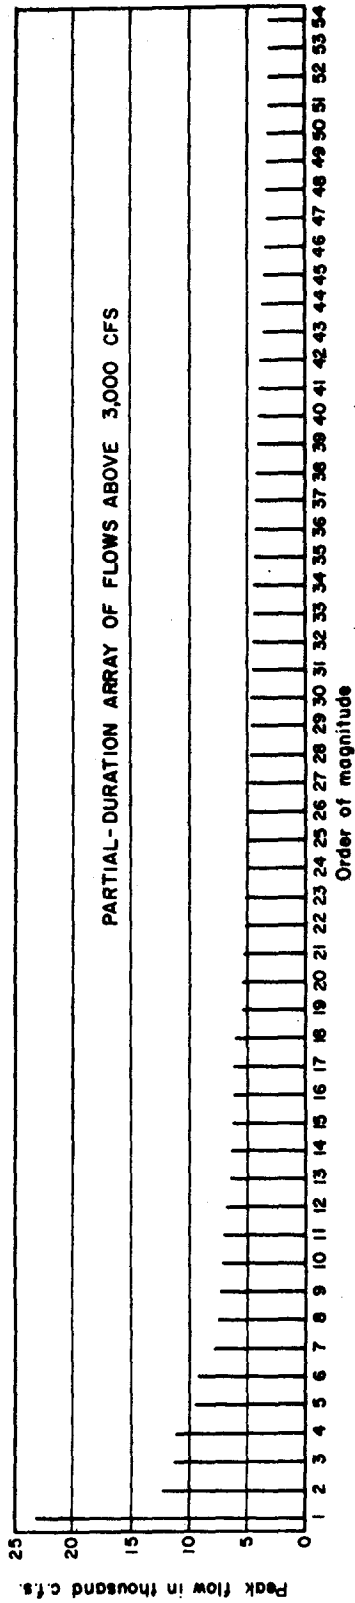 PARTIAL-DURATION ARRAY OF FLOWS ABOVE 3,000 CFS
Peak flow in thousand c.f.s.
25
20
15
10
5
0
1 2 3 4 5 6 7 8 9 10 11 12 13 14 15 16 17 18 19 20 21 22 23 24 25 26 27 28 29 30 31 32 33 34 35 36 37 38 39 40 41 42 43 44 45 46 47 48 49 50 51 52 53 54
Order of magnitude